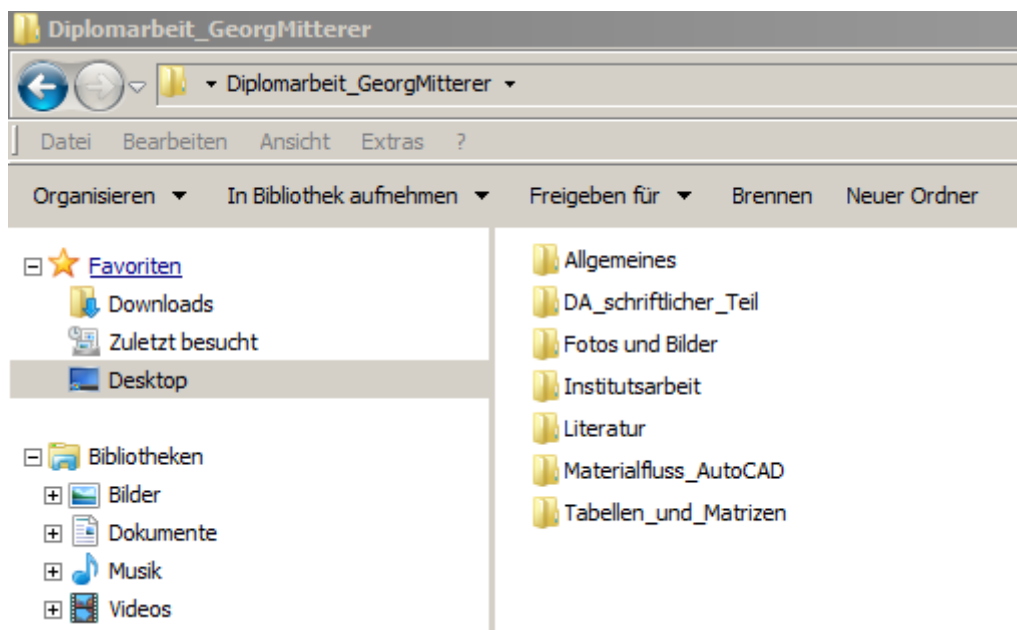 Diplomarbeit_GeorgMitterer
Diplomarbeit_GeorgMitterer
Datei Bearbeiten Ansicht Extras ?
Organisieren In Bibliothek aufnehmen Freigeben für Brennen Neuer Ordner
Favoriten
Downloads
Zuletzt besucht
Desktop
Bibliotheken
Bilder
Dokumente
Musik
Videos
Allgemeines
DA_schriftlicher_Teil
Fotos und Bilder
Institutsarbeit
Literatur
Materialfluss_AutoCAD
Tabellen_und_Matrizen